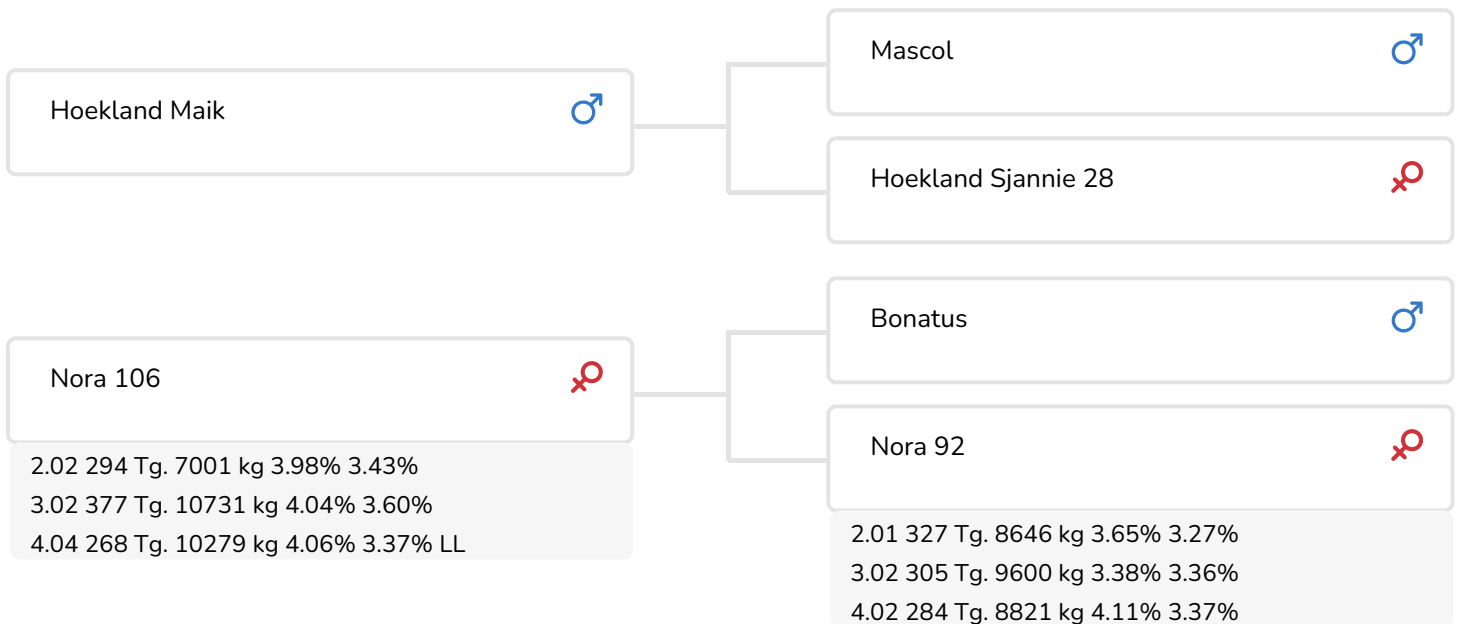 Hoekland Maik
Mascol
Hoekland Sjannie 28
Nora 106
2.02 294 Tg. 7001 kg 3.98% 3.43%
3.02 377 Tg. 10731 kg 4.04% 3.60%
4.04 268 Tg. 10279 kg 4.06% 3.37% LL
Bonatus
Nora 92
2.01 327 Tg. 8646 kg 3.65% 3.27%
3.02 305 Tg. 9600 kg 3.38% 3.36%
4.02 284 Tg. 8821 kg 4.11% 3.37%